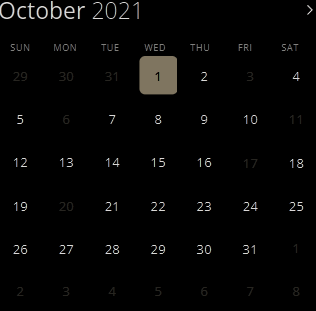 October 2021 >
SUN MON TUE WED THU FRI SAT
29 30 31 1 2 3 4
5 6 7 8 9 10 11
12 13 14 15 16 17 18
19 20 21 22 23 24 25
26 27 28 29 30 31 1
2 3 4 5 6 7 8